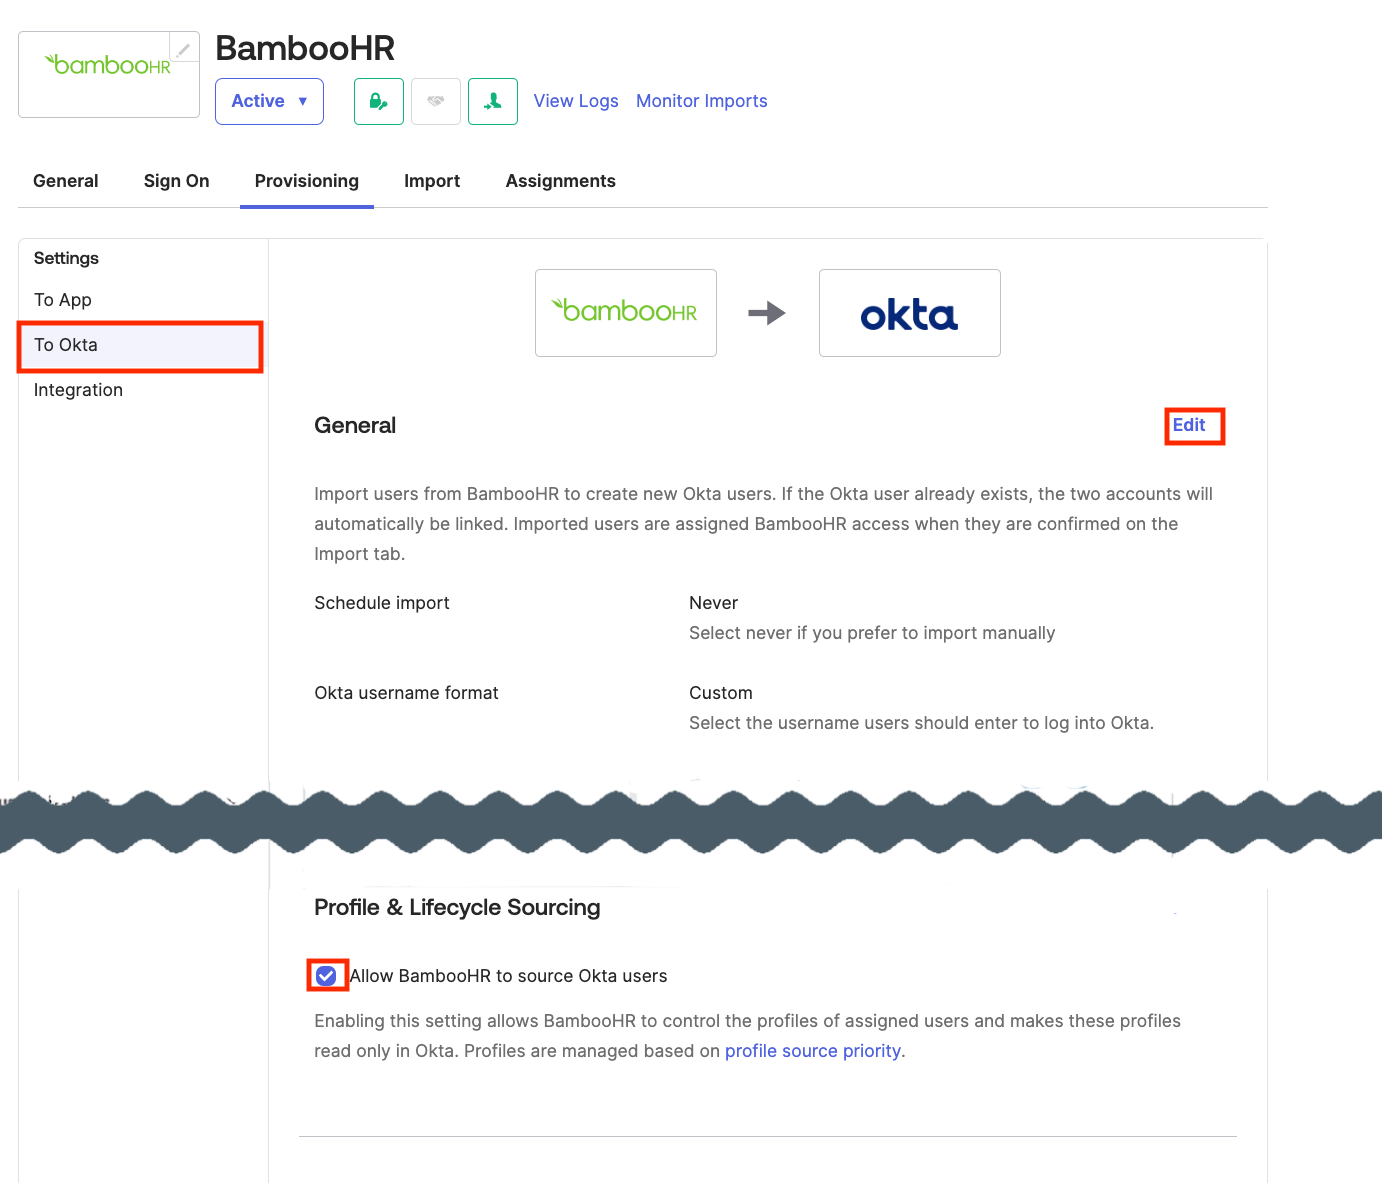 bambooHR
BambooHR
Active ▼
View Logs
Monitor Imports
General
Sign On
Provisioning
Import
Assignments
Settings
To App
To Okta
Integration
bambooHR
okta
General
Edit
Import users from BambooHR to create new Okta users. If the Okta user already exists, the two accounts will
automatically be linked. Imported users are assigned BambooHR access when they are confirmed on the
Import tab.
Schedule import
Never
Select never if you prefer to import manually
Okta username format
Custom
Select the username users should enter to log into Okta.
Profile & Lifecycle Sourcing
Allow BambooHR to source Okta users
Enabling this setting allows BambooHR to control the profiles of assigned users and makes these profiles
read only in Okta. Profiles are managed based on profile source priority.